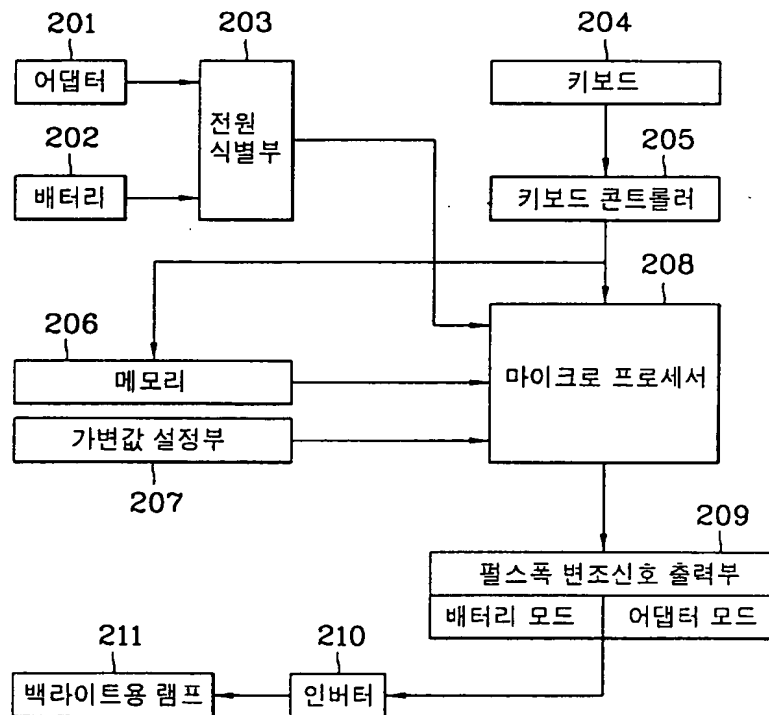 201
어댑터
203
전원
식별부
204
키보드
202
배터리
205
키보드 콘트롤러
206
메모리
208
마이크로 프로세서
가변값 설정부
207
209
펄스폭 변조신호 출력부
배터리 모드
어댑터 모드
211
백라이트용 램프
210
인버터